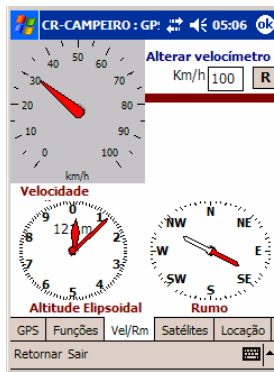 CR-CAMPEIRO : GP: 05:06 ok
Alterar velocímetro
Km/h 100 R
40 50 60
30 70
20 80
10 90
0 100
km/h
Velocidade
0 1 2 3 4 5 6 7 8 9
12 m
N NE E SE S SW W NW
Altitude Elipsoidal Rumo
GPS Funções Vel/Rm Satélites Locação
Retornar Sair